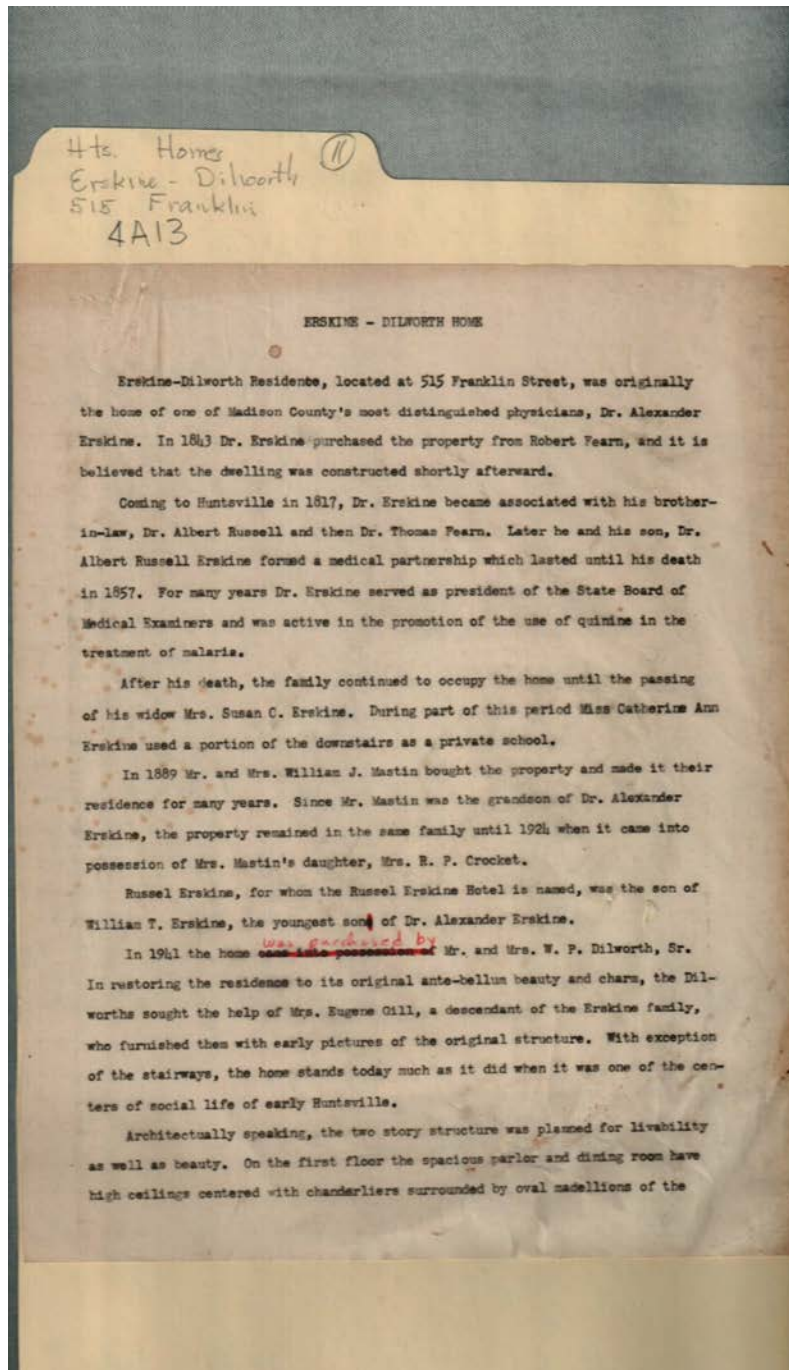 Hts. Homes 11
Erskine - Dilworth
515 Franklin
4A13
ERSKINE - DILWORTH HOME
Erskine-Dilworth Residente, located at 515 Franklin Street, was originally
the home of one of Madison County's most distinguished physicians, Dr. Alexander
Erskine. In 1843 Dr. Erskine purchased the property from Robert Fearn, and it is
believed that the dwelling was constructed shortly afterward.
Coming to Huntsville in 1817, Dr. Erskine became associated with his brother-
in-law, Dr. Albert Russell and then Dr. Thomas Fearn. Later he and his son, Dr.
Albert Russell Erskine formed a medical partnership which lasted until his death
in 1857. For many years Dr. Erskine served as president of the State Board of
Medical Examiners and was active in the promotion of the use of quinine in the
treatment of malaria.
After his death, the family continued to occupy the home until the passing
of his widow Mrs. Susan C. Erskine. During part of this period Miss Catherine Ann
Erskine used a portion of the downstairs as a private school.
In 1889 Mr. and Mrs. William J. Mastin bought the property and made it their
residence for many years. Since Mr. Mastin was the grandson of Dr. Alexander
Erskine, the property remained in the same family until 1924 when it came into
possession of Mrs. Mastin's daughter, Mrs. R. P. Crocket.
Russel Erskine, for whom the Russel Erskine Hotel is named, was the son of
William T. Erskine, the youngest son of Dr. Alexander Erskine.
was purchased by
In 1941 the home came into possession of Mr. and Mrs. W. P. Dilworth, Sr.
In restoring the residence to its original ante-bellum beauty and charm, the Dil-
worths sought the help of Mrs. Eugene Gill, a descendant of the Erskine family,
who furnished them with early pictures of the original structure. With exception
of the stairways, the home stands today much as it did when it was one of the cen-
ters of social life of early Huntsville.
Architectually speaking, the two story structure was planned for livability
as well as beauty. On the first floor the spacious parlor and dining room have
high ceilings centered with chanderliers surrounded by oval madellions of the